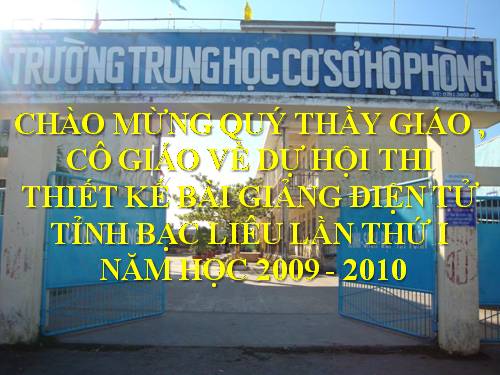 TRƯỜNG TRUNG HỌC CƠ SỞ HỘ PHÒNG
CHÀO MỪNG QUÝ THẦY GIÁO ,
CÔ GIÁO VỀ DỰ HỘI THI
THIẾT KẾ BÀI GIẢNG ĐIỆN TỬ
TỈNH BẠC LIÊU LẦN THỨ I
NĂM HỌC 2009 - 2010